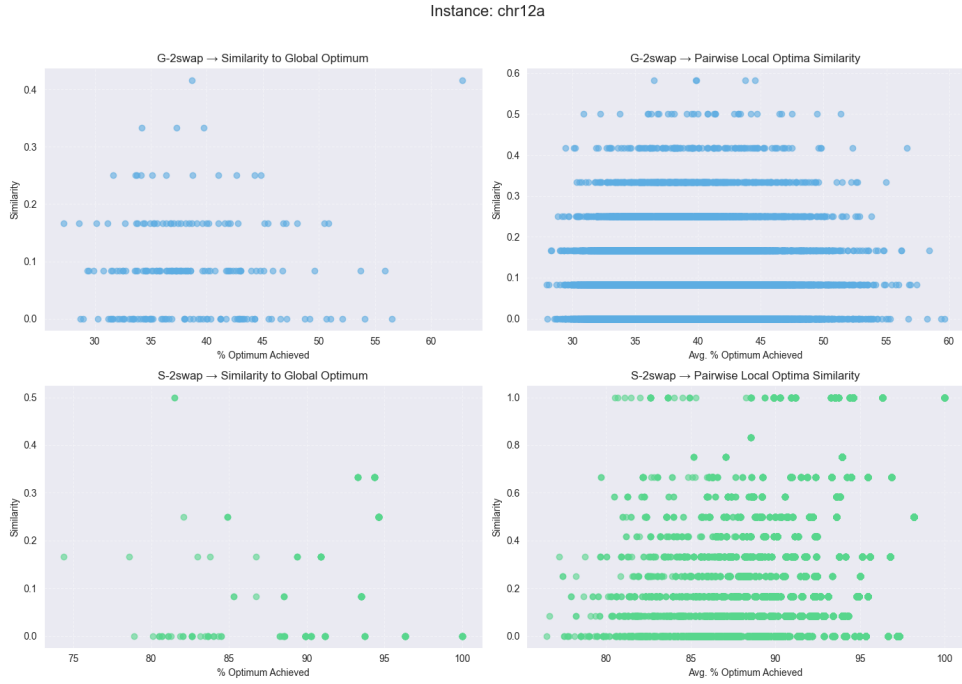 Instance: chr12a
G-2swap → Similarity to Global Optimum
Similarity
0.4
0.3
0.2
0.1
0.0
30 35 40 45 50 55 60
% Optimum Achieved
G-2swap → Pairwise Local Optima Similarity
Similarity
0.6
0.5
0.4
0.3
0.2
0.1
0.0
30 35 40 45 50 55 60
Avg. % Optimum Achieved
S-2swap → Similarity to Global Optimum
Similarity
0.5
0.4
0.3
0.2
0.1
0.0
75 80 85 90 95 100
% Optimum Achieved
S-2swap → Pairwise Local Optima Similarity
Similarity
1.0
0.8
0.6
0.4
0.2
0.0
80 85 90 95 100
Avg. % Optimum Achieved